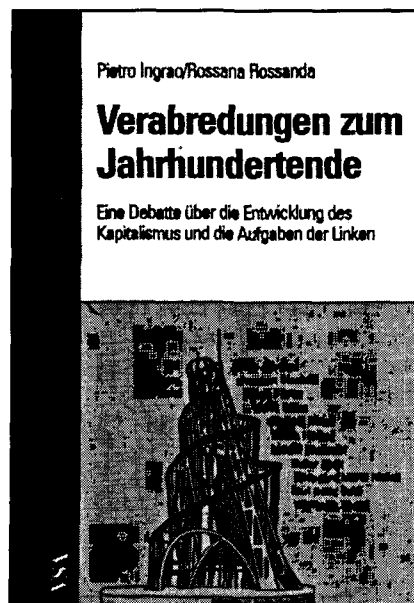 Pietro Ingrao/Rossana Rossanda
Verabredungen zum
Jahrhundertende
Eine Debatte über die Entwicklung des
Kapitalismus und die Aufgaben der Linken
VSA